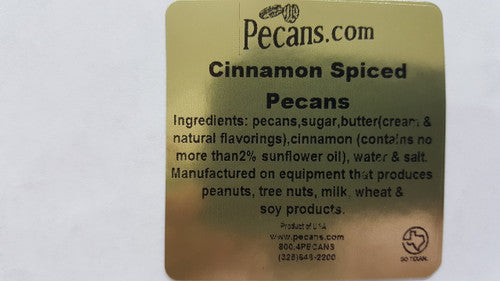 Pecans.com
Cinnamon Spiced
Pecans
Ingredients: pecans,sugar,butter(cream &
natural flavorings),cinnamon (contains no
more than2% sunflower oil), water & salt.
Manufactured on equipment that produces
peanuts, tree nuts, milk, wheat &
soy products.
Product of USA
www.pecans.com
800.4PECANS
(325)648-2200
GO TEXAN.